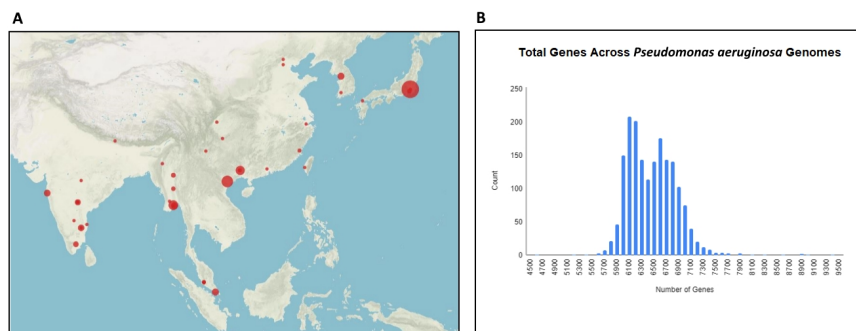 A
B
Total Genes Across Pseudomonas aeruginosa Genomes
250
200
150
100
50
0
Count
4500 4700 4900 5100 5300 5500 5700 5900 6100 6300 6500 6700 6900 7100 7300 7500 7700 7900 8100 8300 8500 8700 8900 9100 9300 9500
Number of Genes